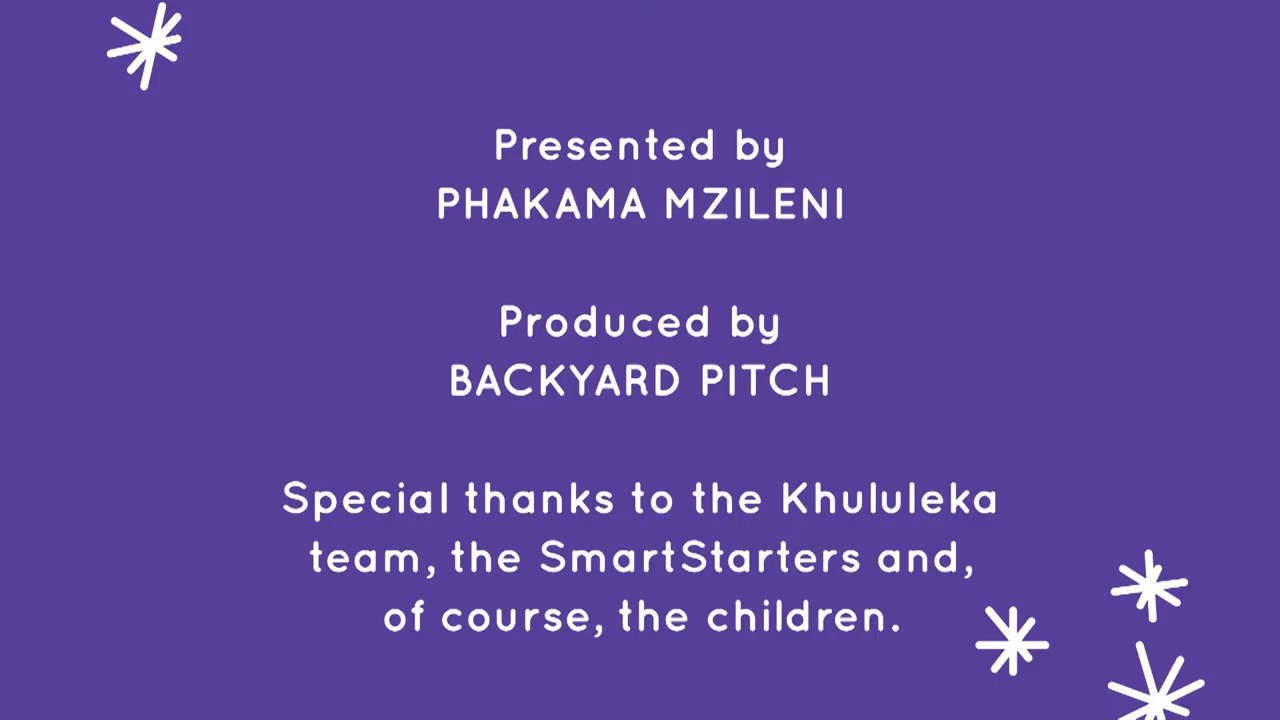 Presented by
PHAKAMA MZILENI
Produced by
BACKYARD PITCH
Special thanks to the Khululeka
team, the SmartStarters and,
of course, the children.